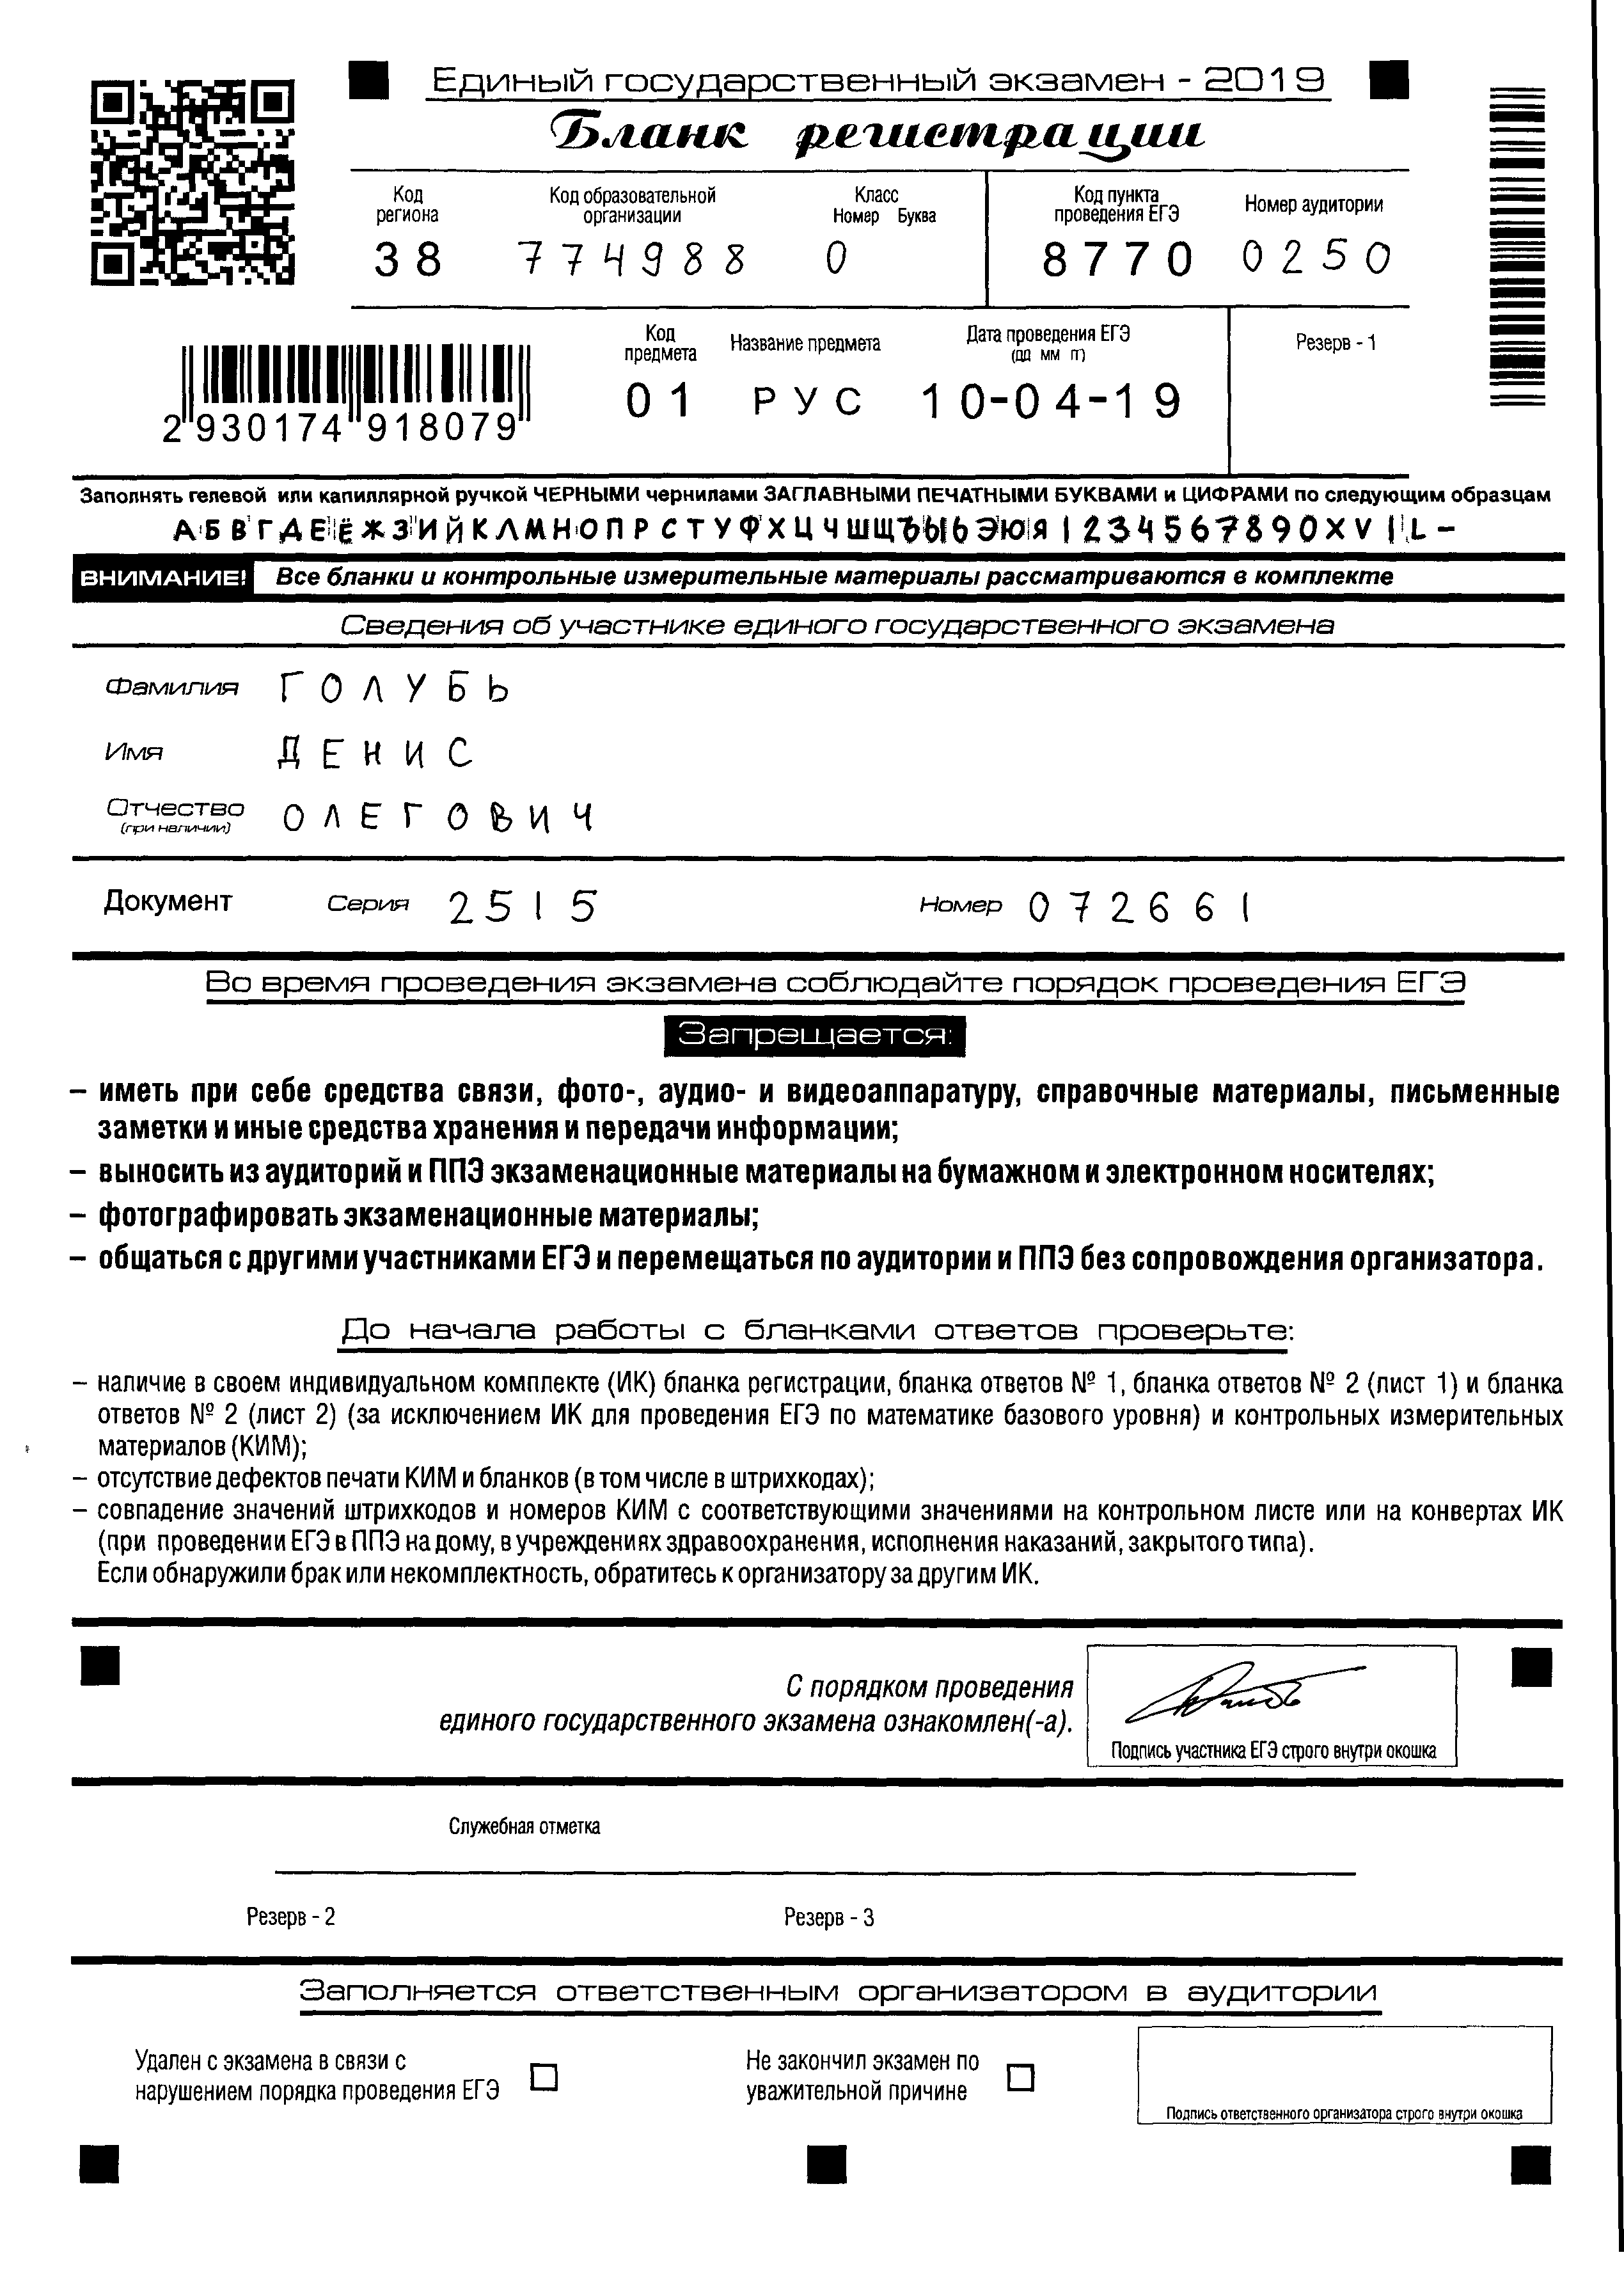 Единый государственный экзамен - 2019
Бланк регистрации
Код региона
Код образовательной организации
Класс
Номер Буква
Код пункта проведения ЕГЭ
Номер аудитории
38 774988 0 8770 0250
Код предмета
Название предмета
Дата проведения ЕГЭ
(дд мм гг)
Резерв - 1
01 РУС 10-04-19
2 930174 918079
Заполнять гелевой или капиллярной ручкой ЧЕРНЫМИ чернилами ЗАГЛАВНЫМИ ПЕЧАТНЫМИ БУКВАМИ и ЦИФРАМИ по следующим образцам
АБВГДЕЁЖЗИЙКЛМНОПРСТУФХЦЧШЩЪЫЬЭЮЯ1234567890XVIL-
ВНИМАНИЕ! Все бланки и контрольные измерительные материалы рассматриваются в комплекте
Сведения об участнике единого государственного экзамена
Фамилия ГОЛУБЬ
Имя ДЕНИС
Отчество ОЛЕГОВИЧ
(при наличии)
Документ Серия 2515 Номер 072661
Во время проведения экзамена соблюдайте порядок проведения ЕГЭ
Запрещается:
– иметь при себе средства связи, фото-, аудио- и видеоаппаратуру, справочные материалы, письменные
заметки и иные средства хранения и передачи информации;
– выносить из аудиторий и ППЭ экзаменационные материалы на бумажном и электронном носителях;
– фотографировать экзаменационные материалы;
– общаться с другими участниками ЕГЭ и перемещаться по аудитории и ППЭ без сопровождения организатора.
До начала работы с бланками ответов проверьте:
– наличие в своем индивидуальном комплекте (ИК) бланка регистрации, бланка ответов № 1, бланка ответов № 2 (лист 1) и бланка
ответов № 2 (лист 2) (за исключением ИК для проведения ЕГЭ по математике базового уровня) и контрольных измерительных
материалов (КИМ);
– отсутствие дефектов печати КИМ и бланков (в том числе в штрихкодах);
– совпадение значений штрихкодов и номеров КИМ с соответствующими значениями на контрольном листе или на конвертах ИК
(при проведении ЕГЭ в ППЭ на дому, в учреждениях здравоохранения, исполнения наказаний, закрытого типа).
Если обнаружили брак или некомплектность, обратитесь к организатору за другим ИК.
С порядком проведения
единого государственного экзамена ознакомлен(-а).
Подпись участника ЕГЭ строго внутри окошка
Служебная отметка
Резерв - 2
Резерв - 3
Заполняется ответственным организатором в аудитории
Удален с экзамена в связи с
нарушением порядка проведения ЕГЭ
Не закончил экзамен по
уважительной причине
Подпись ответственного организатора строго внутри окошка